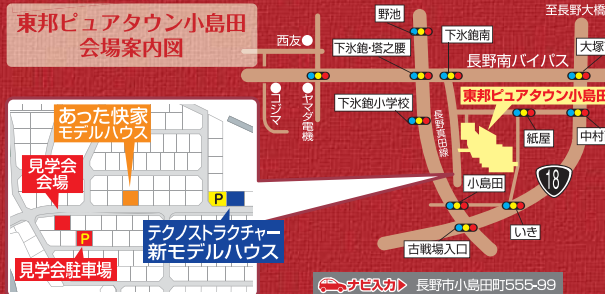 東邦ピュアタウン小島田
会場案内図
至長野大橋
野池
西友
下氷鉋・塔之腰
下氷鉋南
長野南バイパス
大塚
コジマ
ヤマダ電機
下氷鉋小学校
長野真田線
東邦ピュアタウン小島田
紙屋
中村
小島田
18
いき
古戦場入口
あった快家
モデルハウス
見学会
会場
P
テクノストラクチャー
新モデルハウス
P
見学会駐車場
ナビ入力
長野市小島田町555-99